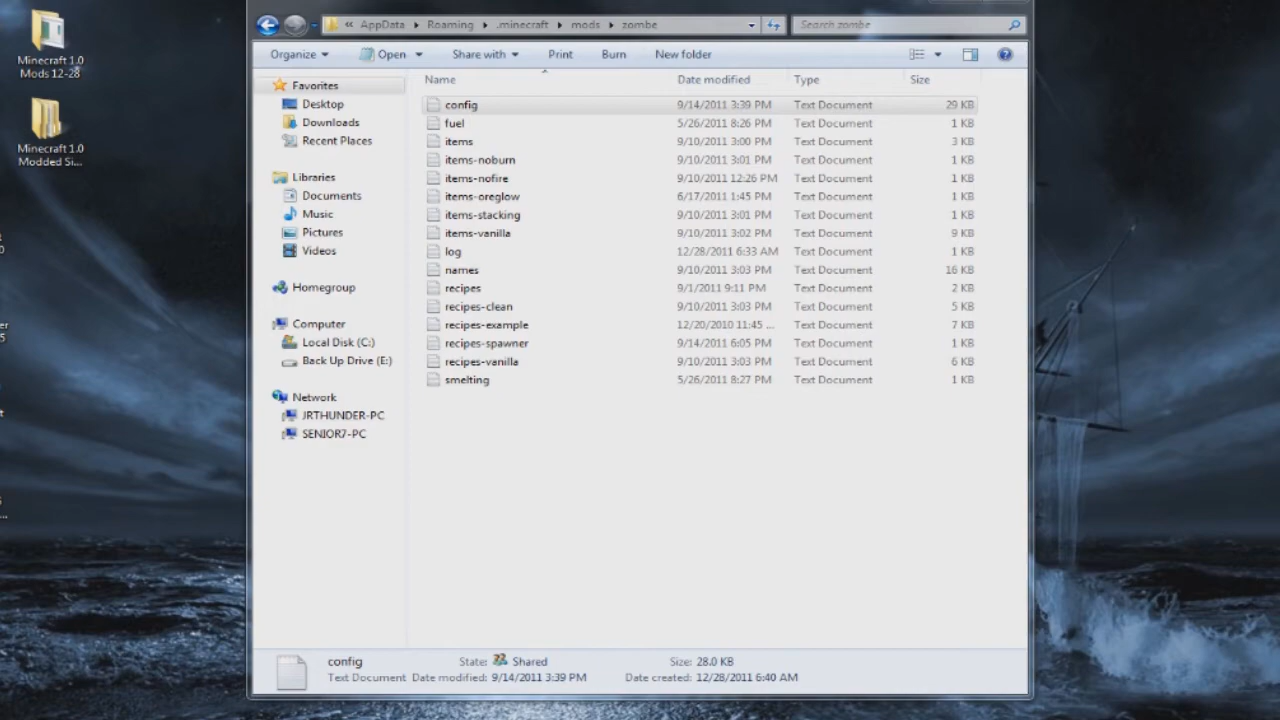 Minecraft 1.0
Mods 12-28
Minecraft 1.0
Modded Si...
« AppData Roaming .minecraft mods zombe
Search zombe
Organize Open Share with Print Burn New folder
Name Date modified Type Size
Favorites
Desktop
Downloads
Recent Places
Libraries
Documents
Music
Pictures
Videos
Homegroup
Computer
Local Disk (C:)
Back Up Drive (E:)
Network
JRTHUNDER-PC
SENIOR7-PC
config 9/14/2011 3:39 PM Text Document 29 KB
fuel 5/26/2011 8:26 PM Text Document 1 KB
items 9/10/2011 3:00 PM Text Document 3 KB
items-noburn 9/10/2011 3:01 PM Text Document 1 KB
items-nofire 9/10/2011 12:26 PM Text Document 1 KB
items-oreglow 6/17/2011 1:45 PM Text Document 1 KB
items-stacking 9/10/2011 3:01 PM Text Document 1 KB
items-vanilla 9/10/2011 3:02 PM Text Document 9 KB
log 12/28/2011 6:33 AM Text Document 1 KB
names 9/10/2011 3:03 PM Text Document 16 KB
recipes 9/1/2011 9:11 PM Text Document 2 KB
recipes-clean 9/10/2011 3:03 PM Text Document 5 KB
recipes-example 12/20/2010 11:45 ... Text Document 7 KB
recipes-spawner 9/14/2011 6:05 PM Text Document 1 KB
recipes-vanilla 9/10/2011 3:03 PM Text Document 6 KB
smelting 5/26/2011 8:27 PM Text Document 1 KB
config State: Shared Size: 28.0 KB
Text Document Date modified: 9/14/2011 3:39 PM Date created: 12/28/2011 6:40 AM